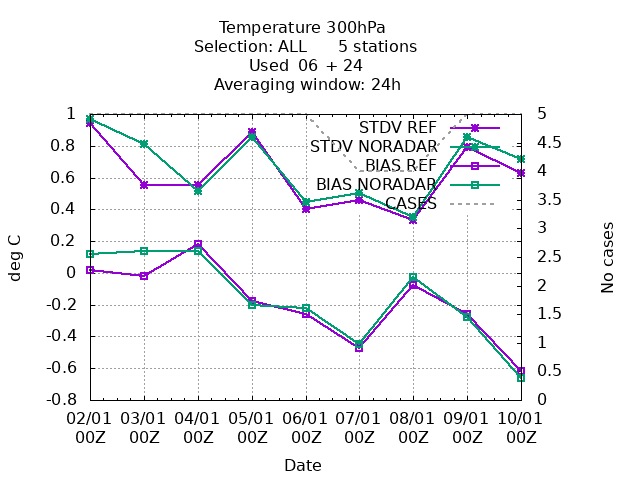 Temperature 300hPa
Selection: ALL 5 stations
Used 06 + 24
Averaging window: 24h
STDV REF
STDV NORADAR
BIAS REF
BIAS NORADAR
CASES
1
0.8
0.6
0.4
0.2
0
-0.2
-0.4
-0.6
-0.8
deg C
5
4.5
4
3.5
3
2.5
2
1.5
1
0.5
0
No cases
02/01 03/01 04/01 05/01 06/01 07/01 08/01 09/01 10/01
00Z 00Z 00Z 00Z 00Z 00Z 00Z 00Z 00Z
Date